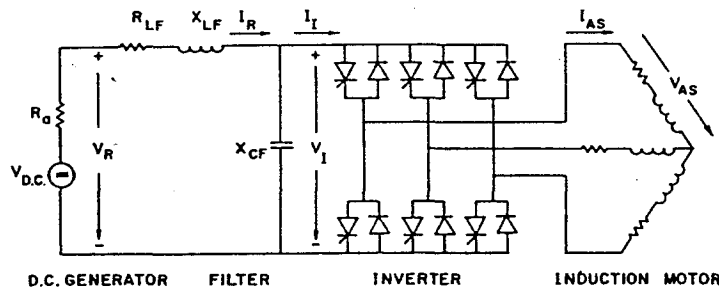 R_LF X_LF I_R I_I I_AS
+ +
V_AS
R_a
V_R X_CF V_I
V_D.C.
- -
D.C. GENERATOR FILTER INVERTER INDUCTION MOTOR